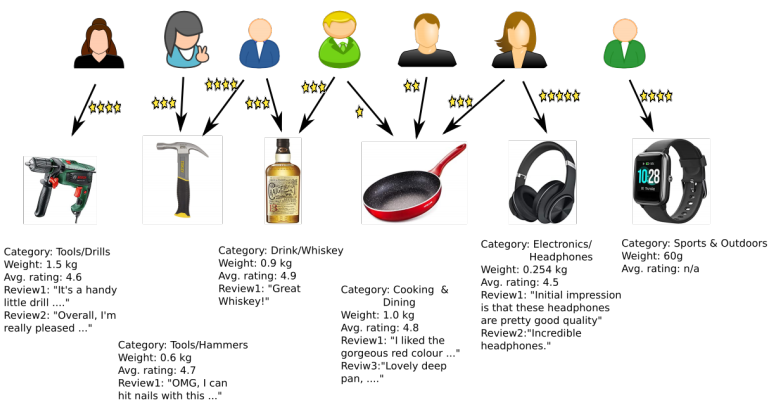 10:28
Category: Tools/Drills
Weight: 1.5 kg
Avg. rating: 4.6
Review1: "It's a handy
little drill ...."
Review2: "Overall, I'm
really pleased ..."
Category: Tools/Hammers
Weight: 0.6 kg
Avg. rating: 4.7
Review1: "OMG, I can
hit nails with this ..."
Category: Drink/Whiskey
Weight: 0.9 kg
Avg. rating: 4.9
Review1: "Great
Whiskey!"
Category: Cooking &
Dining
Weight: 1.0 kg
Avg. rating: 4.8
Review1: "I liked the
gorgeous red colour ..."
Reviw3:"Lovely deep
pan, ...."
Category: Electronics/
Headphones
Weight: 0.254 kg
Avg. rating: 4.5
Review1: "Initial impression
is that these headphones
are pretty good quality"
Review2:"Incredible
headphones."
Category: Sports & Outdoors
Weight: 60g
Avg. rating: n/a